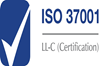 ISO 37001
LL-C (Certification)